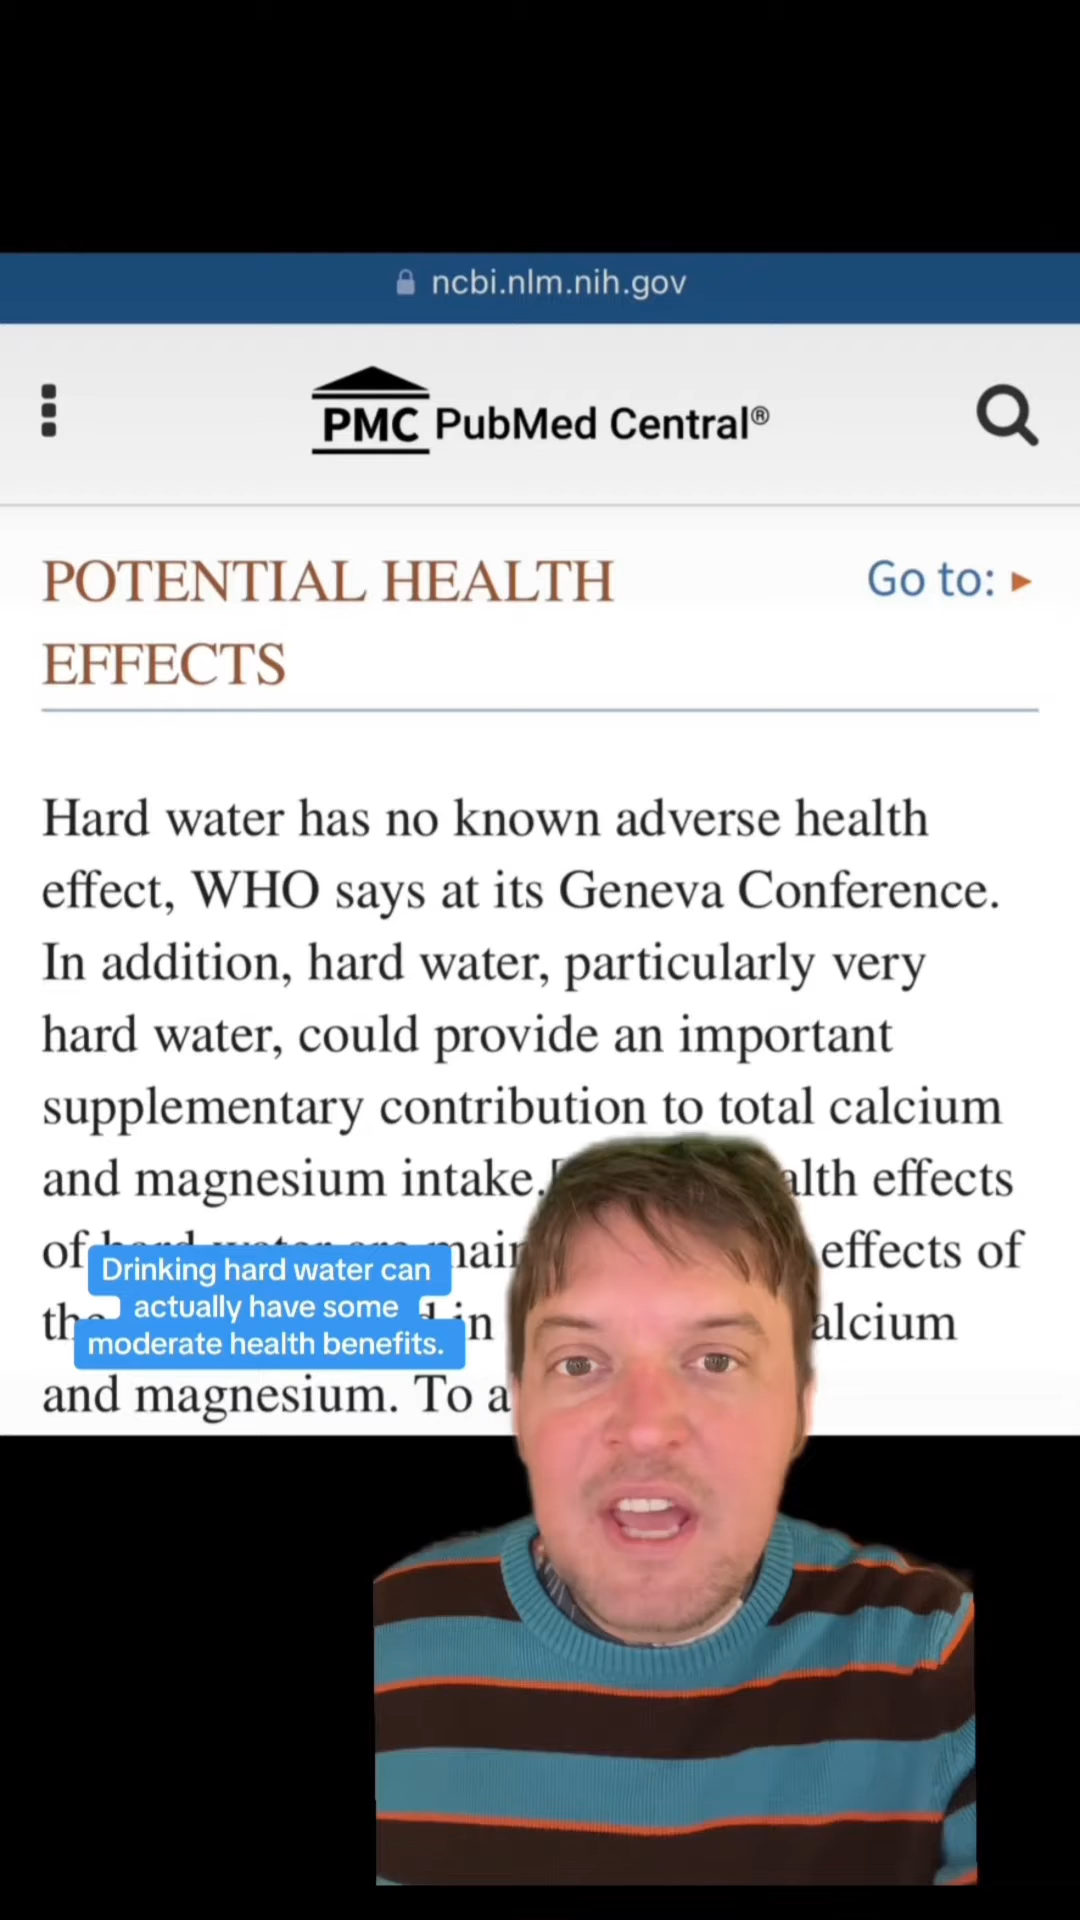 ncbi.nlm.nih.gov
PMC PubMed Central®
POTENTIAL HEALTH
EFFECTS
Go to: ►
Hard water has no known adverse health
effect, WHO says at its Geneva Conference.
In addition, hard water, particularly very
hard water, could provide an important
supplementary contribution to total calcium
and magnesium intake. effects
of effects of
in
and magnesium. To
Drinking hard water can
actually have some
moderate health benefits.